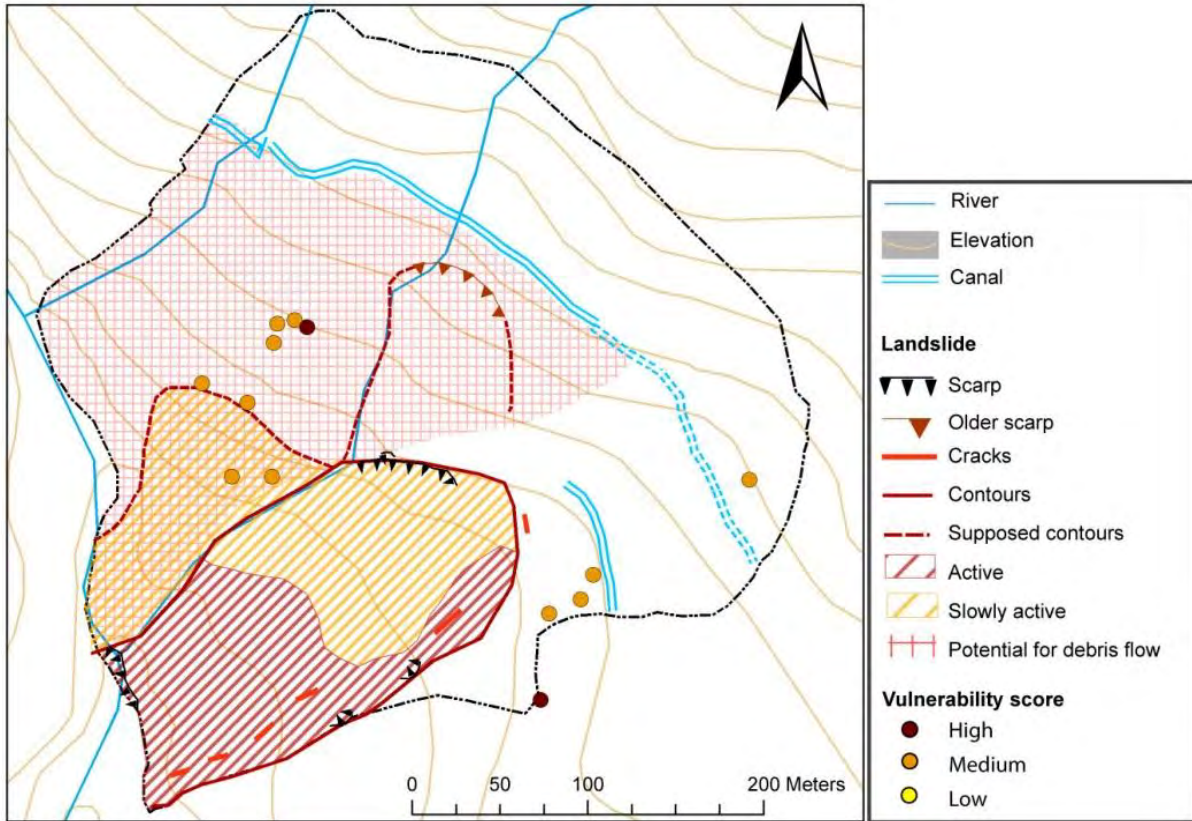 River
Elevation
Canal
Landslide
Scarp
Older scarp
Cracks
Contours
Supposed contours
Active
Slowly active
Potential for debris flow
Vulnerability score
High
Medium
Low
0 50 100 200 Meters